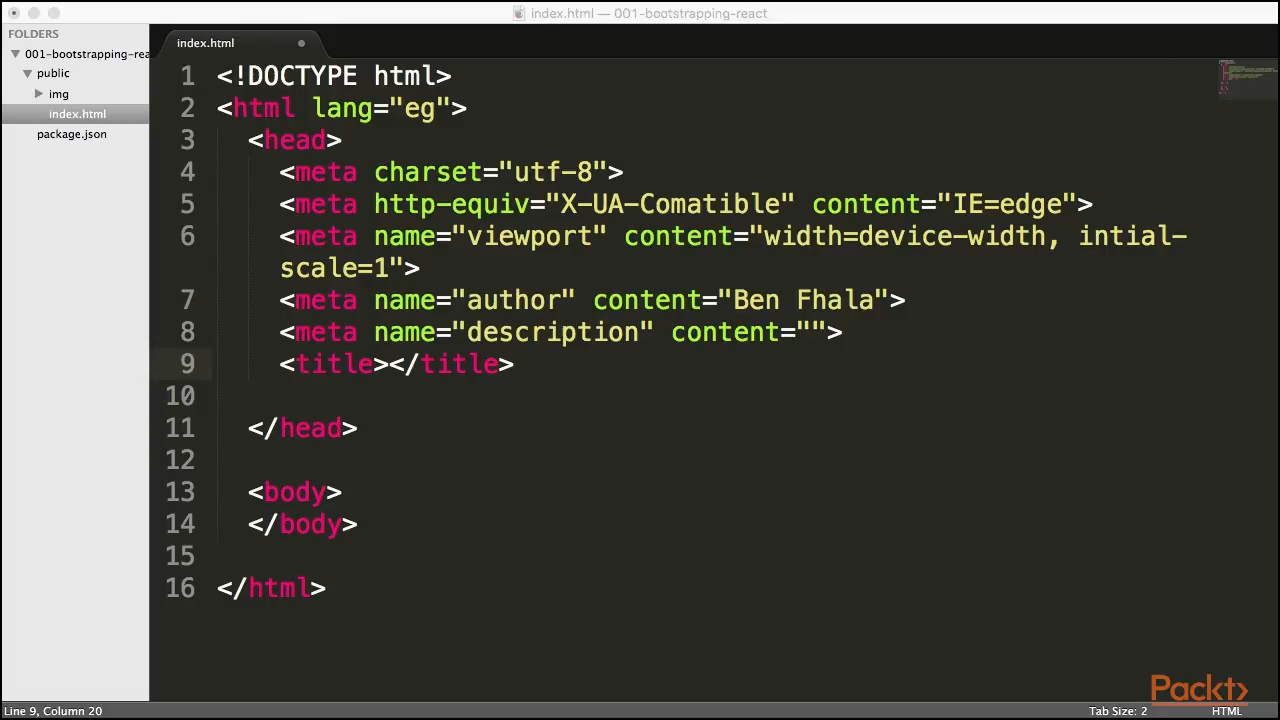 index.html — 001-bootstrapping-react
FOLDERS
001-bootstrapping-rea
public
img
index.html
package.json
index.html
1 <!DOCTYPE html>
2 <html lang="eg">
3 <head>
4 <meta charset="utf-8">
5 <meta http-equiv="X-UA-Comatible" content="IE=edge">
6 <meta name="viewport" content="width=device-width, intial-
scale=1">
7 <meta name="author" content="Ben Fhala">
8 <meta name="description" content="">
9 <title></title>
10
11 </head>
12
13 <body>
14 </body>
15
16 </html>
Packt>
Line 9, Column 20
Tab Size: 2
HTML